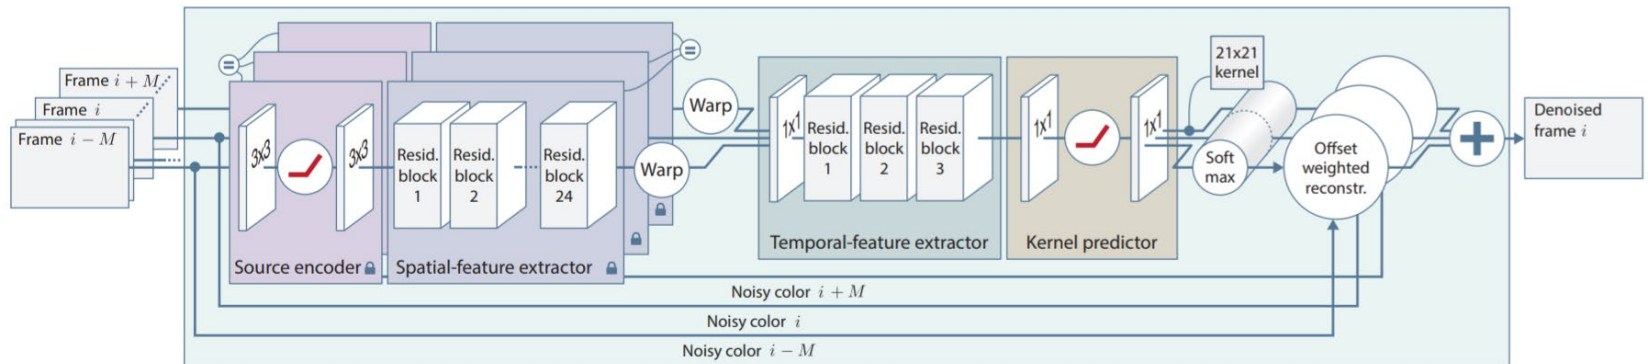 Frame i + M
Frame i
Frame i − M
3x3
3x3
Source encoder
=
Resid.
block
1
Resid.
block
2
Resid.
block
24
Spatial-feature extractor
=
Warp
Warp
1x1
Resid.
block
1
Resid.
block
2
Resid.
block
3
Temporal-feature extractor
1x1
1x1
Kernel predictor
21x21
kernel
Soft
max
Offset
weighted
reconstr.
+
Denoised
frame i
Noisy color i + M
Noisy color i
Noisy color i − M